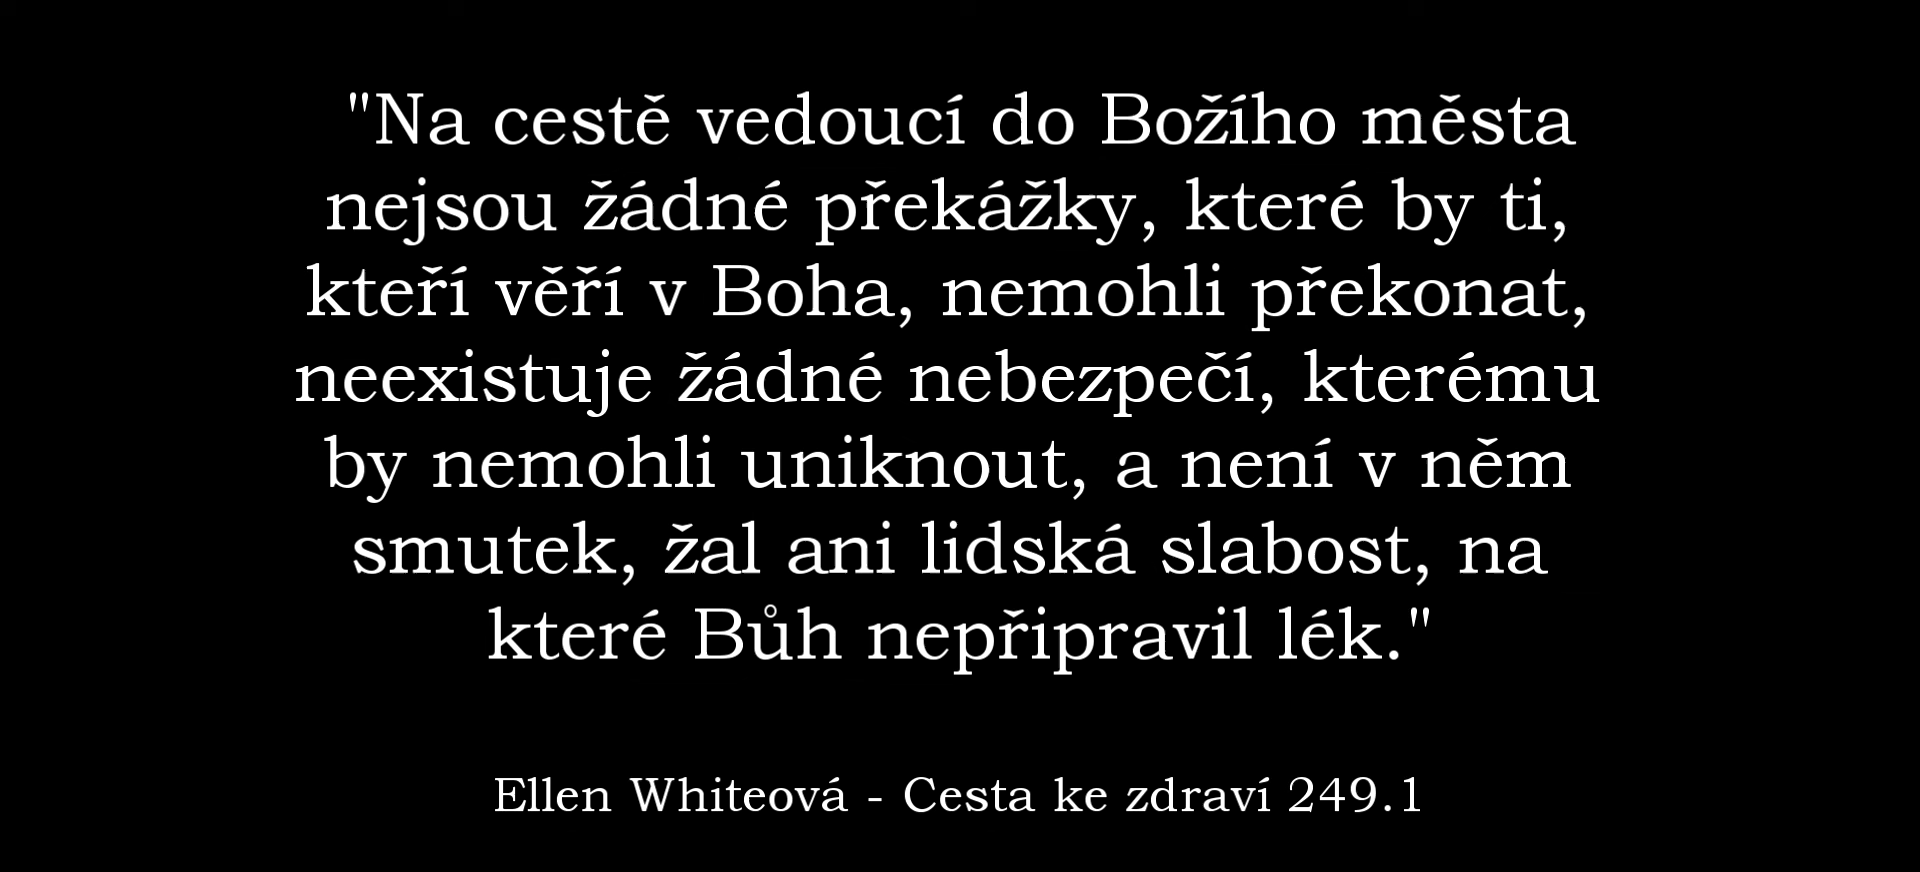 "Na cestě vedoucí do Božího města
nejsou žádné překážky, které by ti,
kteří věří v Boha, nemohli překonat,
neexistuje žádné nebezpečí, kterému
by nemohli uniknout, a není v něm
smutek, žal ani lidská slabost, na
které Bůh nepřipravil lék."
Ellen Whiteová - Cesta ke zdraví 249.1